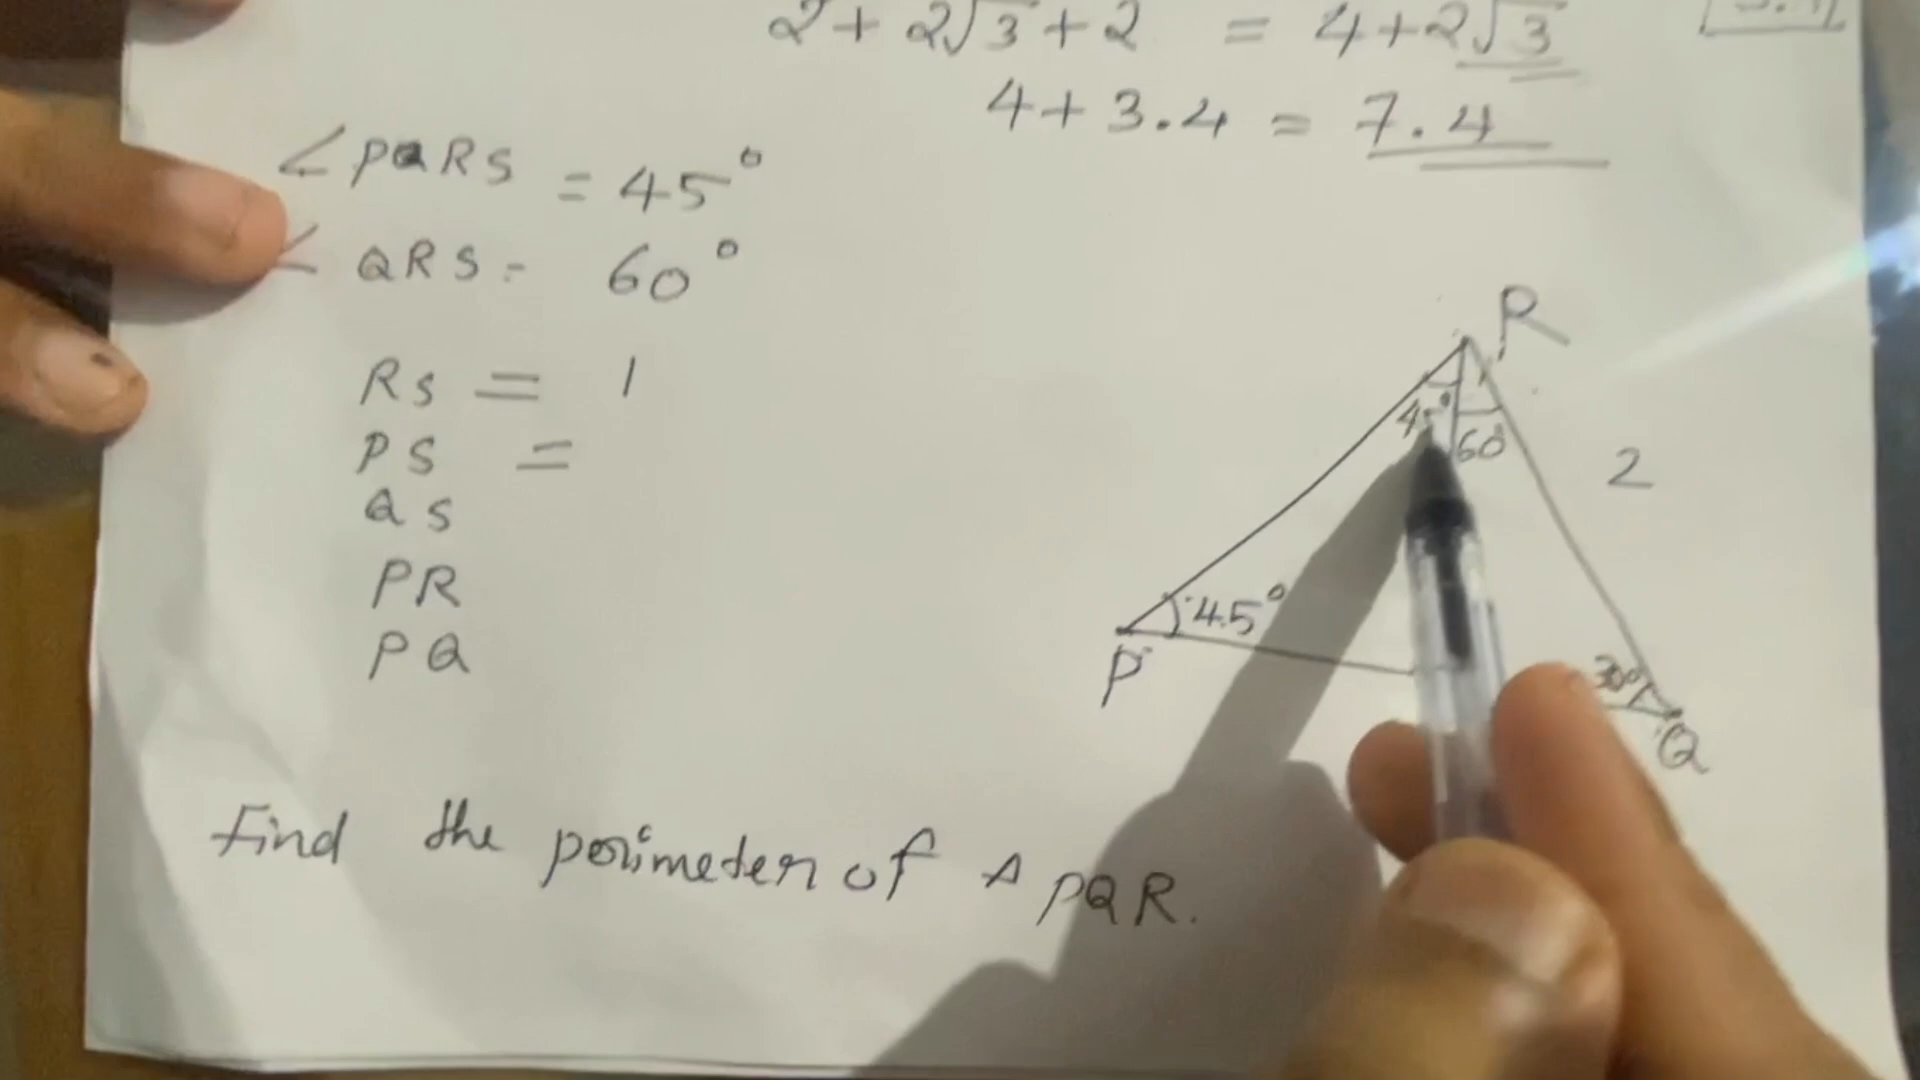 2 + 2√3 + 2 = 4 + 2√3
4 + 3.4 = 7.4
∠PQRS = 45°
∠QRS = 60°
RS = 1
PS =
QS
PR
PQ
R
45°
60°
2
45°
P
30°
Q
Find the perimeter of △ PQR.